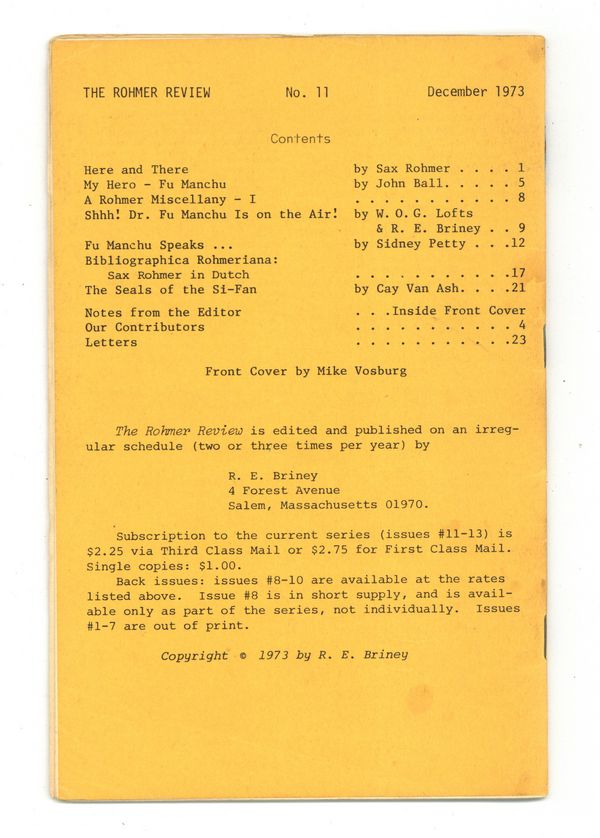 THE ROHMER REVIEW No. 11 December 1973
Contents
Here and There by Sax Rohmer . . . . 1
My Hero - Fu Manchu by John Ball. . . . . 5
A Rohmer Miscellany - I . . . . . . . . . . . 8
Shhh! Dr. Fu Manchu Is on the Air! by W. O. G. Lofts
& R. E. Briney . . 9
Fu Manchu Speaks ... by Sidney Petty . . .12
Bibliographica Rohmeriana:
Sax Rohmer in Dutch . . . . . . . . . . .17
The Seals of the Si-Fan by Cay Van Ash. . . .21
Notes from the Editor . . .Inside Front Cover
Our Contributors . . . . . . . . . . . 4
Letters . . . . . . . . . . .23
Front Cover by Mike Vosburg
The Rohmer Review is edited and published on an irreg-
ular schedule (two or three times per year) by
R. E. Briney
4 Forest Avenue
Salem, Massachusetts 01970.
Subscription to the current series (issues #11-13) is
$2.25 via Third Class Mail or $2.75 for First Class Mail.
Single copies: $1.00.
Back issues: issues #8-10 are available at the rates
listed above. Issue #8 is in short supply, and is avail-
able only as part of the series, not individually. Issues
#1-7 are out of print.
Copyright © 1973 by R. E. Briney